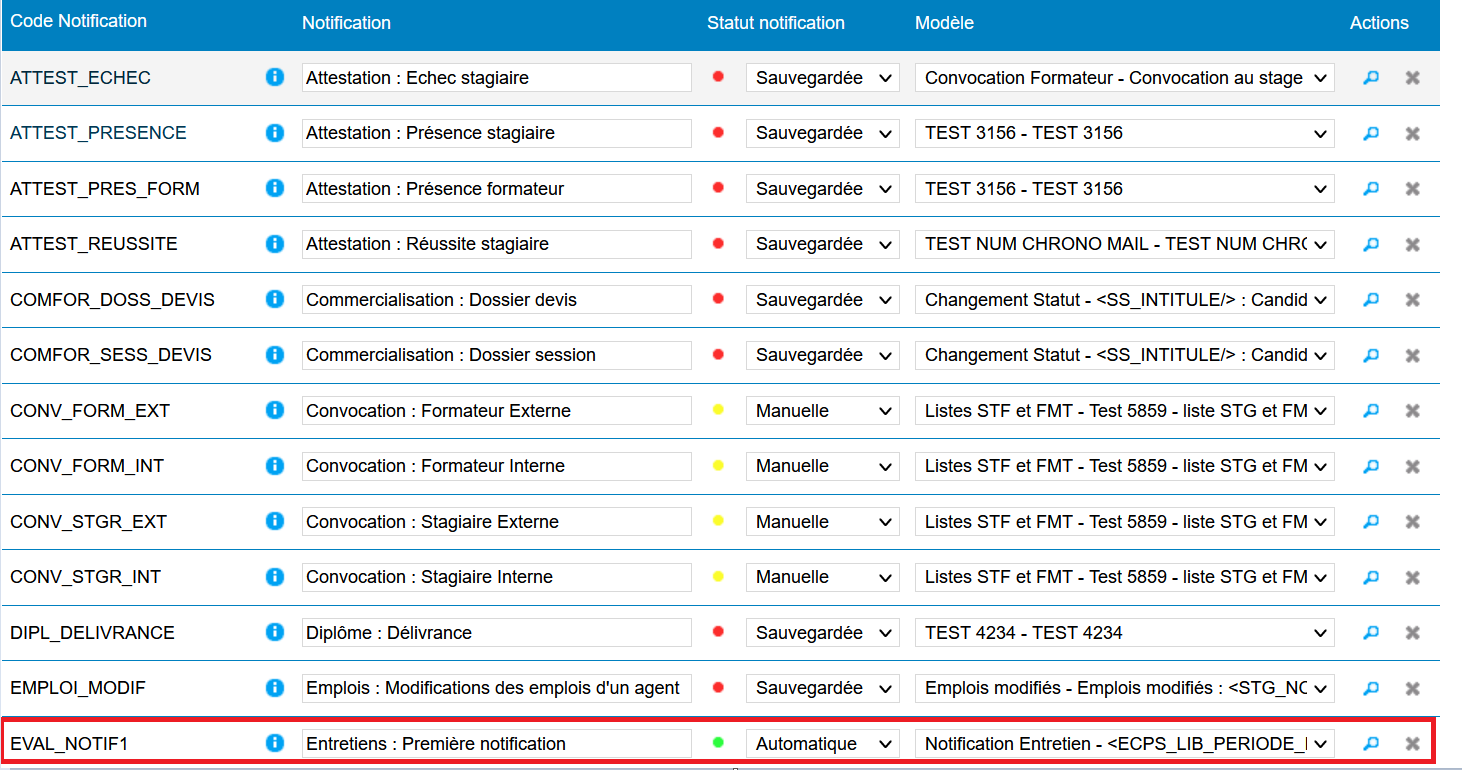 Code Notification Notification Statut notification Modèle Actions
ATTEST_ECHEC Attestation : Echec stagiaire Sauvegardée Convocation Formateur - Convocation au stage
ATTEST_PRESENCE Attestation : Présence stagiaire Sauvegardée TEST 3156 - TEST 3156
ATTEST_PRES_FORM Attestation : Présence formateur Sauvegardée TEST 3156 - TEST 3156
ATTEST_REUSSITE Attestation : Réussite stagiaire Sauvegardée TEST NUM CHRONO MAIL - TEST NUM CHRO
COMFOR_DOSS_DEVIS Commercialisation : Dossier devis Sauvegardée Changement Statut - <SS_INTITULE/> : Candid
COMFOR_SESS_DEVIS Commercialisation : Dossier session Sauvegardée Changement Statut - <SS_INTITULE/> : Candid
CONV_FORM_EXT Convocation : Formateur Externe Manuelle Listes STF et FMT - Test 5859 - liste STG et FM
CONV_FORM_INT Convocation : Formateur Interne Manuelle Listes STF et FMT - Test 5859 - liste STG et FM
CONV_STGR_EXT Convocation : Stagiaire Externe Manuelle Listes STF et FMT - Test 5859 - liste STG et FM
CONV_STGR_INT Convocation : Stagiaire Interne Manuelle Listes STF et FMT - Test 5859 - liste STG et FM
DIPL_DELIVRANCE Diplôme : Délivrance Sauvegardée TEST 4234 - TEST 4234
EMPLOI_MODIF Emplois : Modifications des emplois d'un agent Sauvegardée Emplois modifiés - Emplois modifiés : <STG_NO
EVAL_NOTIF1 Entretiens : Première notification Automatique Notification Entretien - <ECPS_LIB_PERIODE_